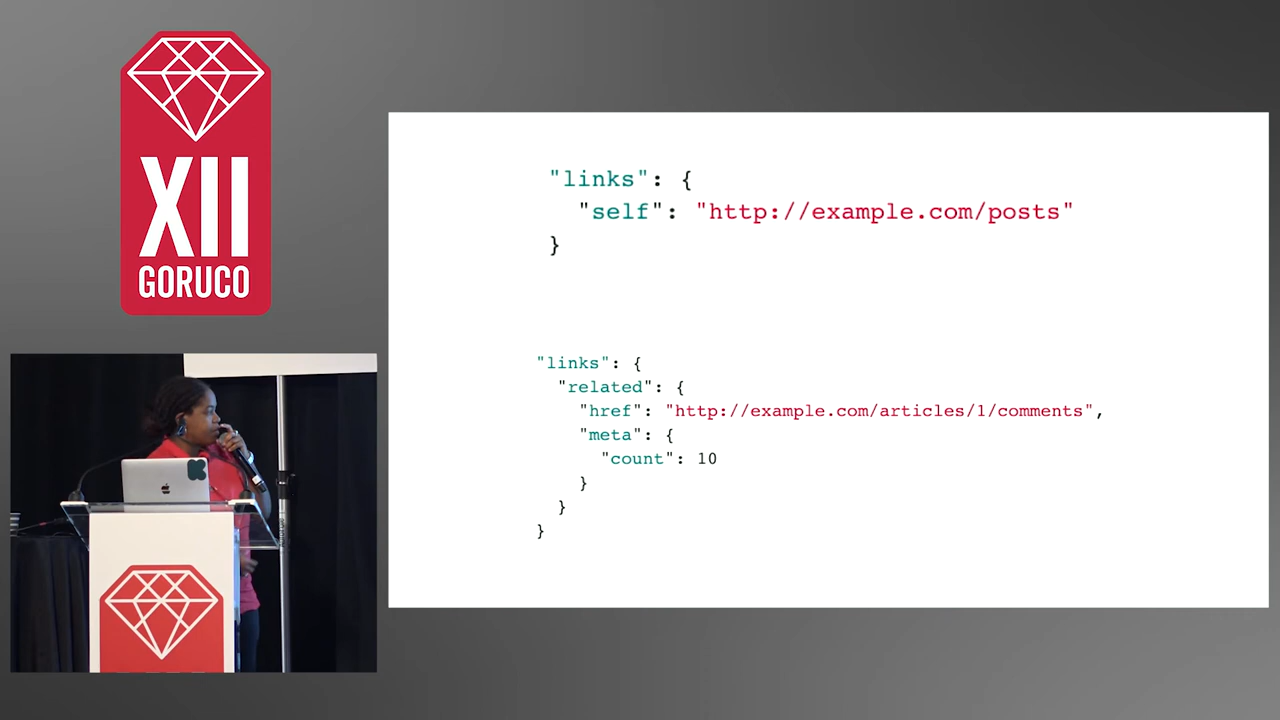 XII
GORUCO
"links": {
"self": "http://example.com/posts"
}
"links": {
"related": {
"href": "http://example.com/articles/1/comments",
"meta": {
"count": 10
}
}
}